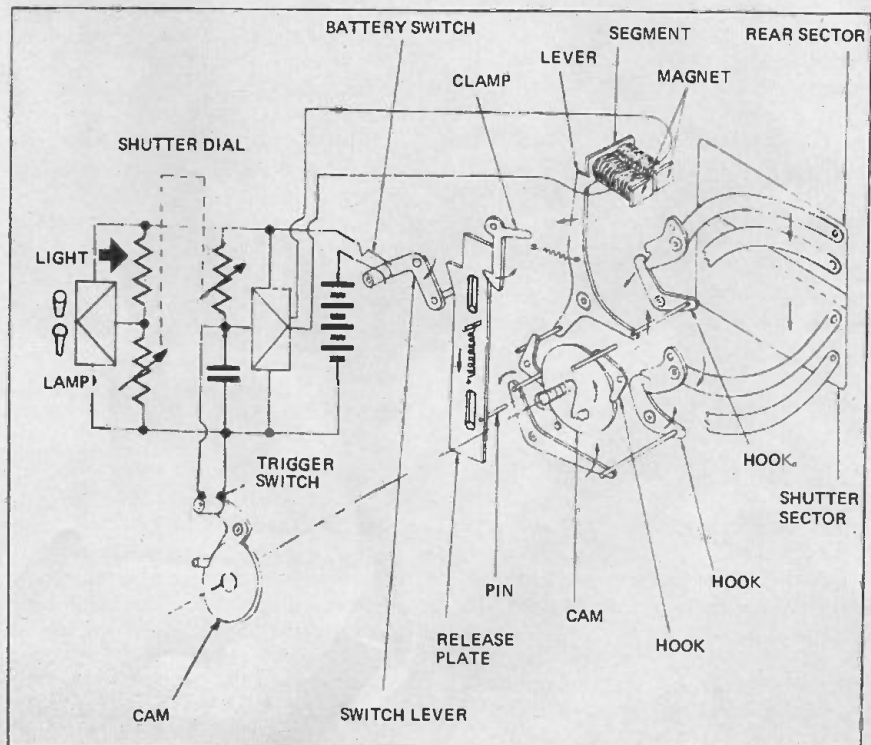 BATTERY SWITCH
SEGMENT
REAR SECTOR
LEVER
CLAMP
MAGNET
SHUTTER DIAL
LIGHT
LAMP
TRIGGER
SWITCH
HOOK.
SHUTTER
SECTOR
PIN
CAM
HOOK
HOOK
RELEASE
PLATE
CAM
SWITCH LEVER